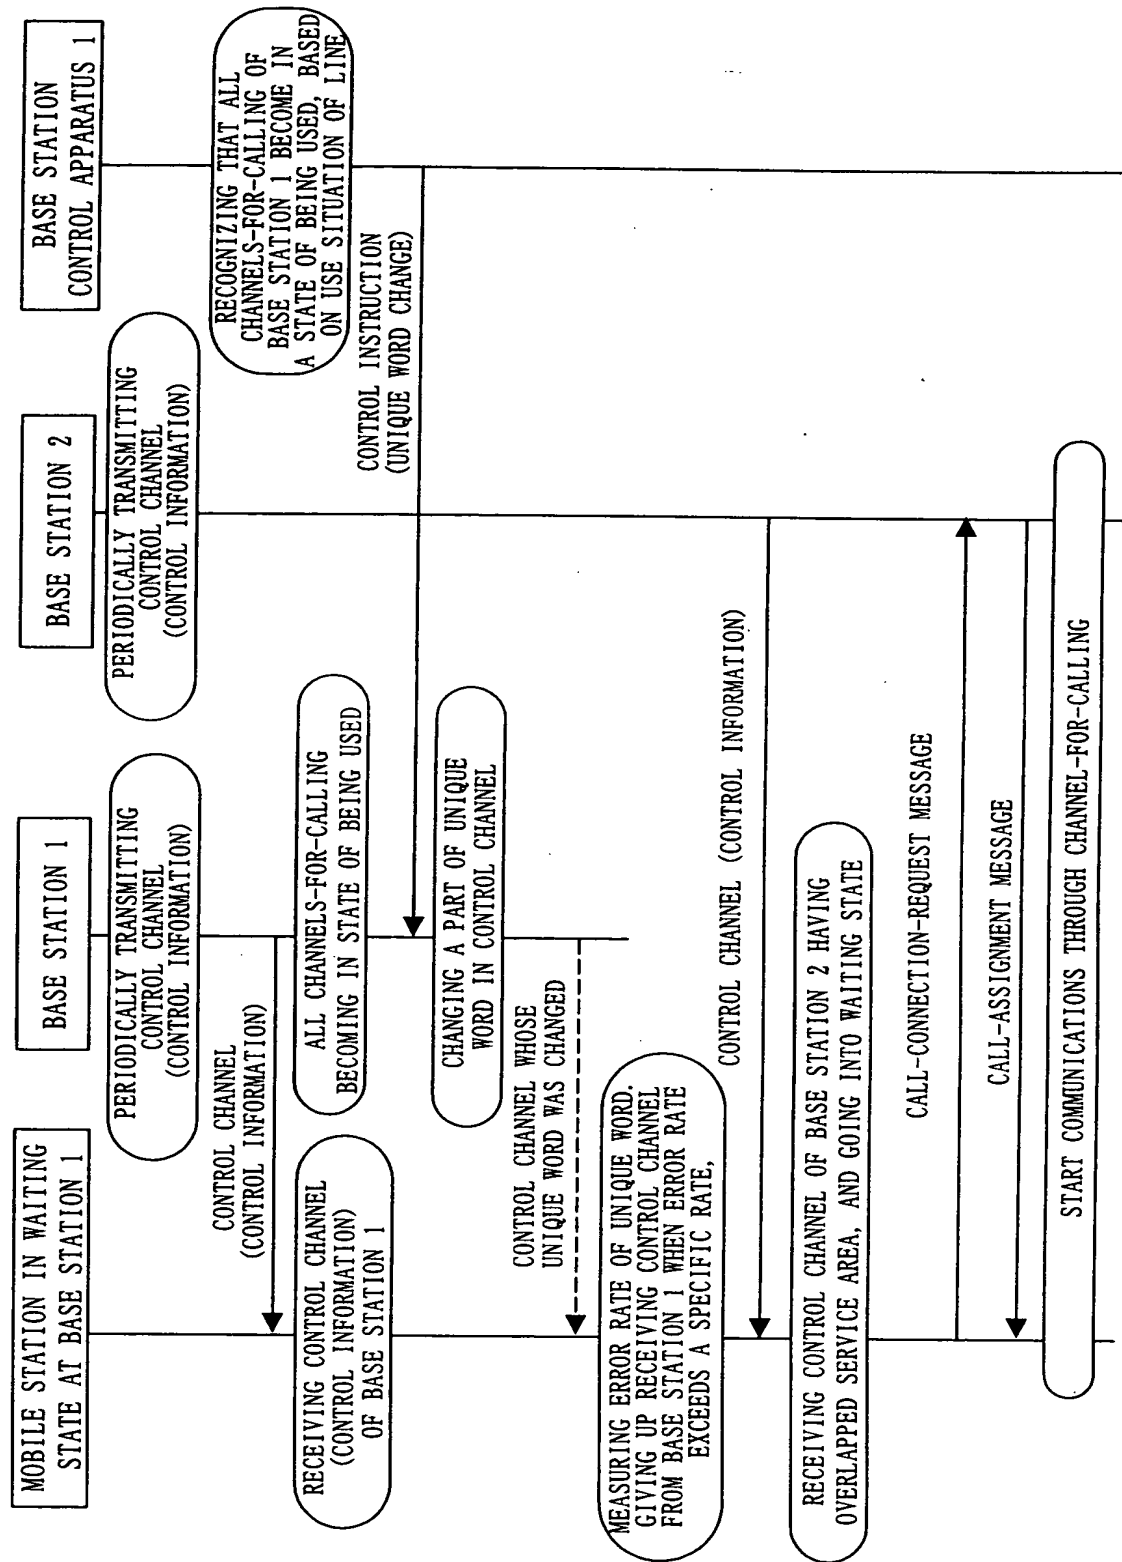 MOBILE STATION IN WAITING
STATE AT BASE STATION 1
BASE STATION 1
BASE STATION 2
BASE STATION
CONTROL APPARATUS 1
PERIODICALLY TRANSMITTING
CONTROL CHANNEL
(CONTROL INFORMATION)
PERIODICALLY TRANSMITTING
CONTROL CHANNEL
(CONTROL INFORMATION)
CONTROL CHANNEL
(CONTROL INFORMATION)
RECOGNIZING THAT ALL
CHANNELS-FOR-CALLING OF
BASE STATION 1 BECOME IN
A STATE OF BEING USED, BASED
ON USE SITUATION OF LINE
RECEIVING CONTROL CHANNEL
(CONTROL INFORMATION)
OF BASE STATION 1
ALL CHANNELS-FOR-CALLING
BECOMING IN STATE OF BEING USED
CONTROL INSTRUCTION
(UNIQUE WORD CHANGE)
CHANGING A PART OF UNIQUE
WORD IN CONTROL CHANNEL
CONTROL CHANNEL WHOSE
UNIQUE WORD WAS CHANGED
MEASURING ERROR RATE OF UNIQUE WORD.
GIVING UP RECEIVING CONTROL CHANNEL
FROM BASE STATION 1 WHEN ERROR RATE
EXCEEDS A SPECIFIC RATE,
CONTROL CHANNEL (CONTROL INFORMATION)
RECEIVING CONTROL CHANNEL OF BASE STATION 2 HAVING
OVERLAPPED SERVICE AREA, AND GOING INTO WAITING STATE
CALL-CONNECTION-REQUEST MESSAGE
CALL-ASSIGNMENT MESSAGE
START COMMUNICATIONS THROUGH CHANNEL-FOR-CALLING